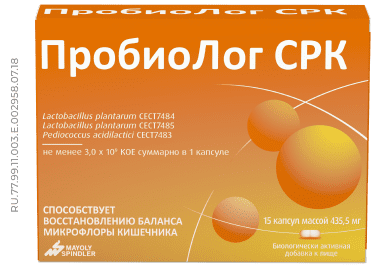 ПробиоЛог СРК
Lactobacillus plantarum CECT7484
Lactobacillus plantarum CECT7485
Pediococcus acidilactici CECT7483
не менее 3,0 x 10⁹ КОЕ суммарно в 1 капсуле
СПОСОБСТВУЕТ
ВОССТАНОВЛЕНИЮ БАЛАНСА
МИКРОФЛОРЫ КИШЕЧНИКА
15 капсул массой 435,5 мг
Биологически активная
добавка к пище
MAYOLY
SPINDLER
RU.77.99.11.003.E.002958.07.18